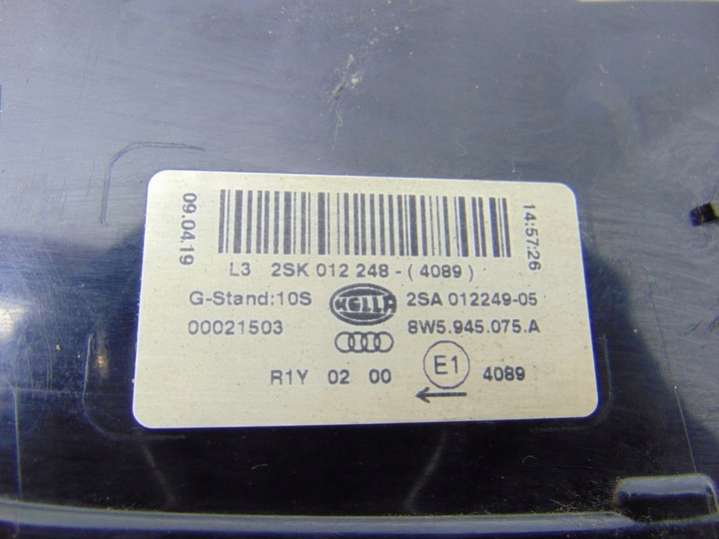 09.04.19
14:57:26
L3 2SK 012 248 - ( 4089 )
G-Stand:10S HELLA 2SA 012249-05
00021503 8W5.945.075.A
R1Y 02 00 E1 4089